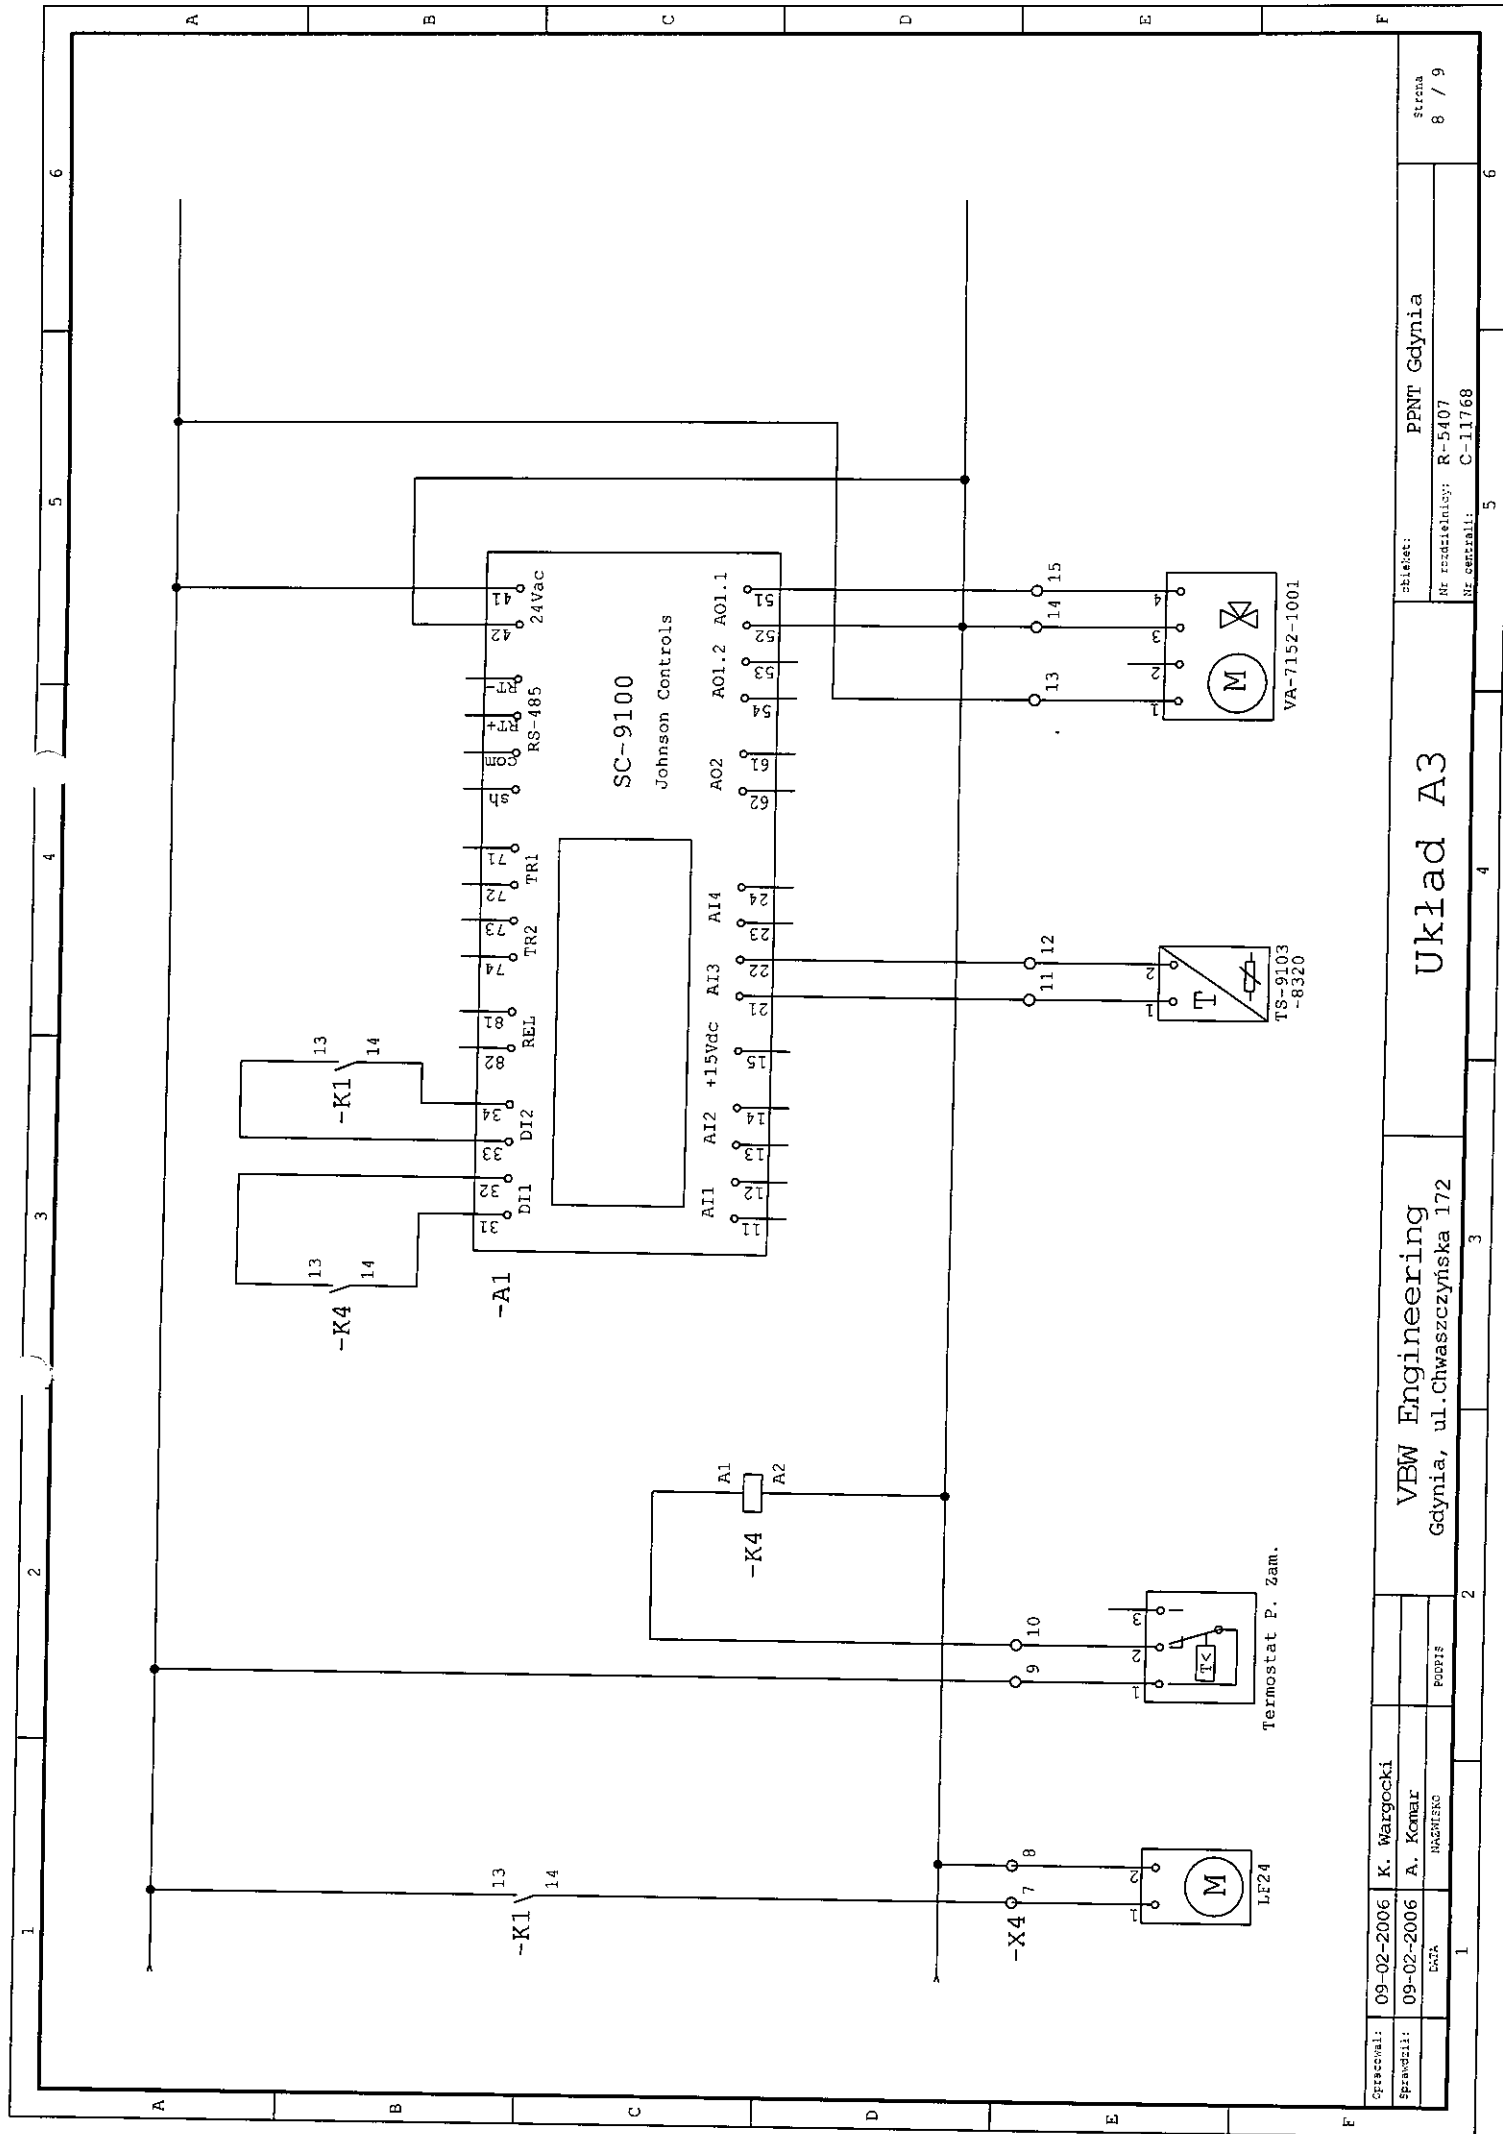 1 2 3 4 5 6
A
B
C
D
E
F
A
B
C
D
E
F
-K4
13
14
-K1
13
14
-A1
31 32 33 34 82 81 74 73 72 71 sh com RT+ RT- 42 41
DI1 DI2 REL TR2 TR1 RS-485 24Vac
SC-9100
Johnson Controls
AI1 AI2 +15Vdc AI3 AI4 AO2 AO1.2 AO1.1
11 12 13 14 15 21 22 23 24 62 61 54 53 52 51
-K1
13
14
-K4
A1
A2
-X4
7 8 9 10 11 12 13 14 15
1 2
M
LF24
1 2 3
T<
Termostat P. Zam.
1 2
T
TS-9103
-8320
1 2 3 4
M
VA-7152-1001
Opracował: 09-02-2006 K. Wargocki
Sprawdził: 09-02-2006 A. Komar
DATA NAZWISKO PODPIS
VBW Engineering
Gdynia, ul.Chwaszczyńska 172
Układ A3
obieket: PPNT Gdynia
Nr rozdzielnicy: R-5407
Nr centrali: C-11768
Strona
8 / 9
1 2 3 4 5 6